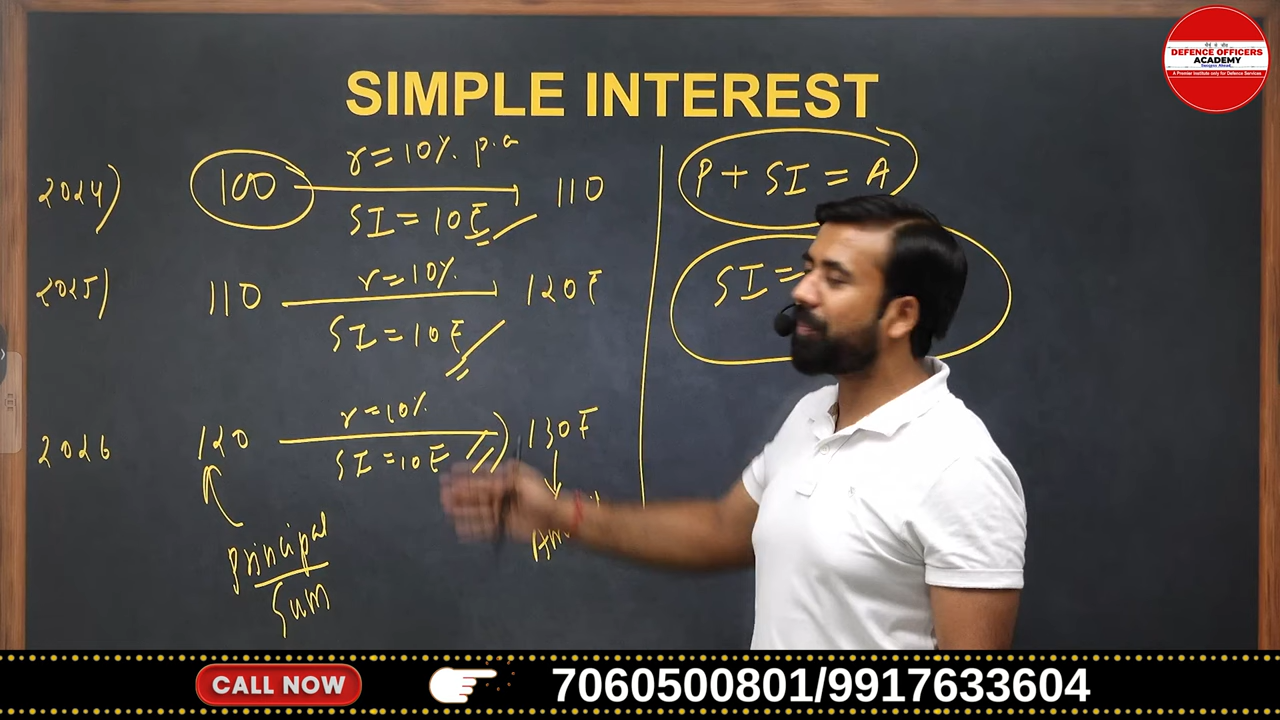 DEFENCE OFFICERS
ACADEMY
A Premier Institute only for Defence Services
SIMPLE INTEREST
2024) 100 r = 10% p.a 110
SI = 10₹
2025) 110 r = 10% 120₹
SI = 10₹
2026 120 r = 10% 130₹
SI = 10₹
Principal
Sum
P + SI = A
SI =
CALL NOW 7060500801/9917633604